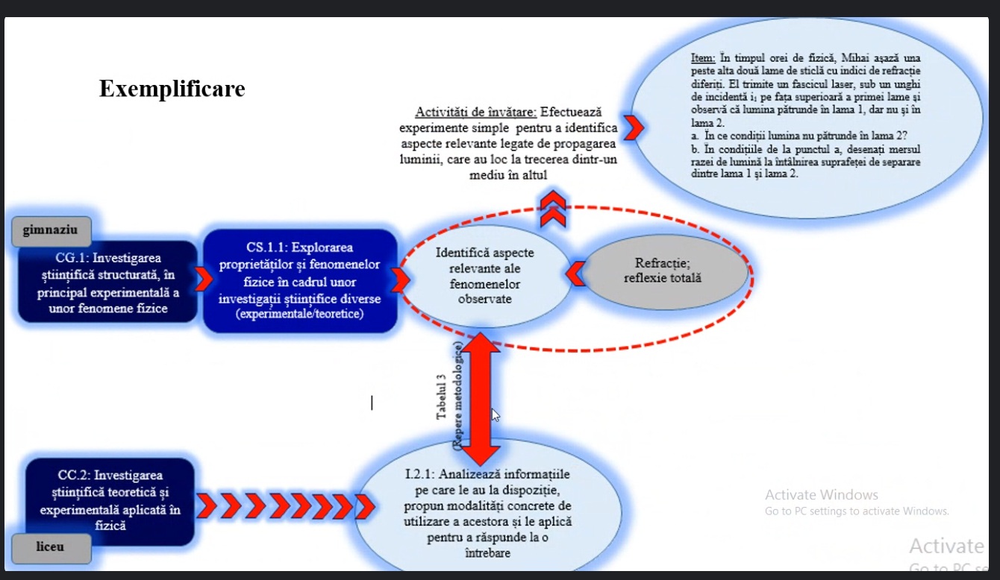 Exemplificare
Item: În timpul orei de fizică, Mihai așază una
peste alta două lame de sticlă cu indici de refracție
diferiți. El trimite un fascicul laser, sub un unghi
de incidentă i₁ pe fața superioară a primei lame și
observă că lumina pătrunde în lama 1, dar nu și în
lama 2.
a. În ce condiții lumina nu pătrunde în lama 2?
b. În condițiile de la punctul a, desenați mersul
razei de lumină la întâlnirea suprafeței de separare
dintre lama 1 și lama 2.
Activități de învățare: Efectuează
experimente simple pentru a identifica
aspecte relevante legate de propagarea
luminii, care au loc la trecerea dintr-un
mediu în altul
gimnaziu
CG.1: Investigarea
științifică structurată, în
principal experimentală a
unor fenomene fizice
CS.1.1: Explorarea
proprietăților și fenomenelor
fizice în cadrul unor
investigații științifice diverse
(experimentale/teoretice)
Identifică aspecte
relevante ale
fenomenelor
observate
Refracție;
reflexie totală
Tabelul 3
(Repere metodologice)
CC.2: Investigarea
științifică teoretică și
experimentală aplicată în
fizică
liceu
I.2.1: Analizează informațiile
pe care le au la dispoziție,
propun modalități concrete de
utilizare a acestora și le aplică
pentru a răspunde la o
întrebare
Activate Windows
Go to PC settings to activate Windows.
Activate
Go to PC se